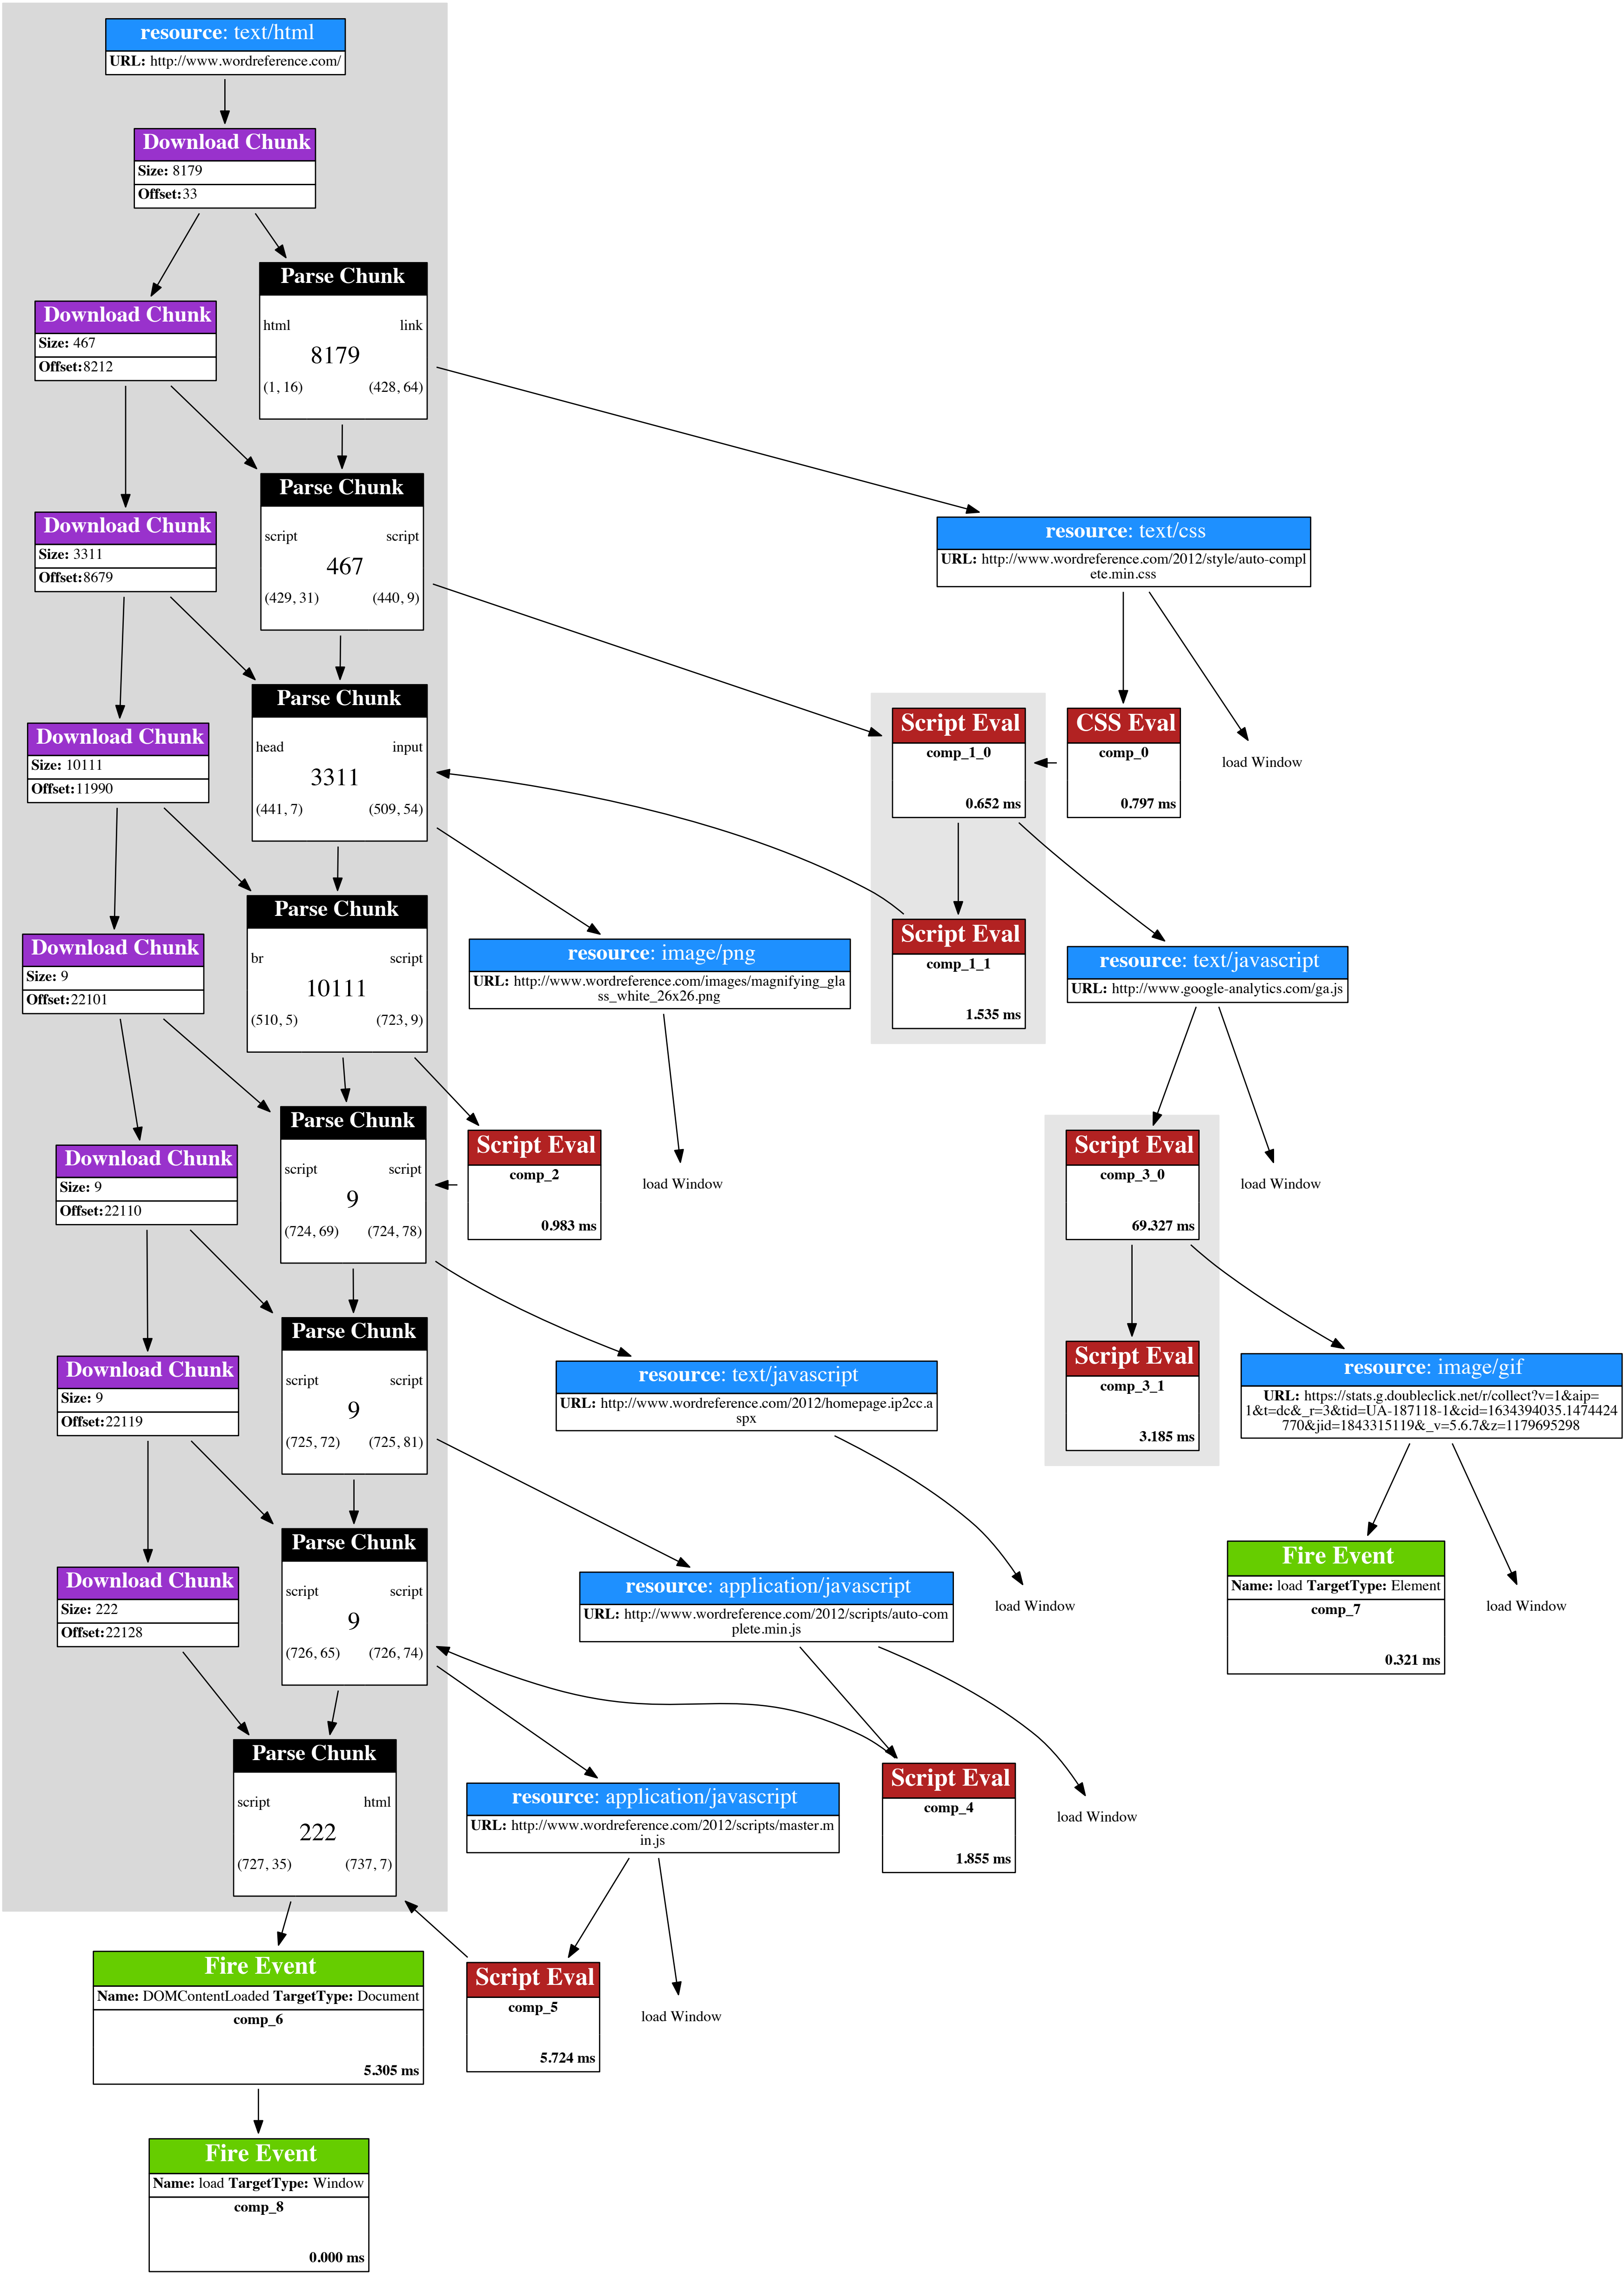 resource: text/html
URL: http://www.wordreference.com/
Download Chunk
Size: 8179
Offset:33
Parse Chunk
html link
8179
(1, 16) (428, 64)
Download Chunk
Size: 467
Offset:8212
Parse Chunk
script script
467
(429, 31) (440, 9)
Download Chunk
Size: 3311
Offset:8679
resource: text/css
URL: http://www.wordreference.com/2012/style/auto-compl
ete.min.css
Parse Chunk
head input
3311
(441, 7) (509, 54)
Script Eval
comp_1_0
0.652 ms
CSS Eval
comp_0
0.797 ms
load Window
Download Chunk
Size: 10111
Offset:11990
Parse Chunk
br script
10111
(510, 5) (723, 9)
Download Chunk
Size: 9
Offset:22101
resource: image/png
URL: http://www.wordreference.com/images/magnifying_gla
ss_white_26x26.png
Script Eval
comp_1_1
1.535 ms
resource: text/javascript
URL: http://www.google-analytics.com/ga.js
Parse Chunk
script script
9
(724, 69) (724, 78)
Script Eval
comp_2
0.983 ms
load Window
Script Eval
comp_3_0
69.327 ms
load Window
Download Chunk
Size: 9
Offset:22110
Parse Chunk
script script
9
(725, 72) (725, 81)
Download Chunk
Size: 9
Offset:22119
resource: text/javascript
URL: http://www.wordreference.com/2012/homepage.ip2cc.a
spx
Script Eval
comp_3_1
3.185 ms
resource: image/gif
URL: https://stats.g.doubleclick.net/r/collect?v=1&aip=
1&t=dc&_r=3&tid=UA-187118-1&cid=1634394035.1474424
770&jid=1843315119&_v=5.6.7&z=1179695298
Parse Chunk
script script
9
(726, 65) (726, 74)
Download Chunk
Size: 222
Offset:22128
resource: application/javascript
URL: http://www.wordreference.com/2012/scripts/auto-com
plete.min.js
load Window
Fire Event
Name: load TargetType: Element
comp_7
0.321 ms
load Window
Parse Chunk
script html
222
(727, 35) (737, 7)
resource: application/javascript
URL: http://www.wordreference.com/2012/scripts/master.m
in.js
Script Eval
comp_4
1.855 ms
load Window
Fire Event
Name: DOMContentLoaded TargetType: Document
comp_6
5.305 ms
Script Eval
comp_5
5.724 ms
load Window
Fire Event
Name: load TargetType: Window
comp_8
0.000 ms